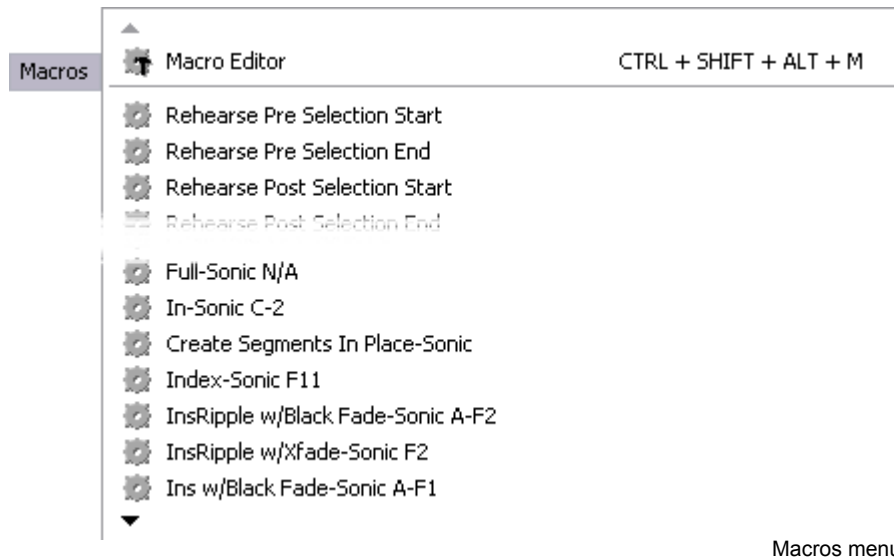 Macros
Macro Editor CTRL + SHIFT + ALT + M
Rehearse Pre Selection Start
Rehearse Pre Selection End
Rehearse Post Selection Start
Rehearse Post Selection End
Full-Sonic N/A
In-Sonic C-2
Create Segments In Place-Sonic
Index-Sonic F11
InsRipple w/Black Fade-Sonic A-F2
InsRipple w/Xfade-Sonic F2
Ins w/Black Fade-Sonic A-F1
Macros menu